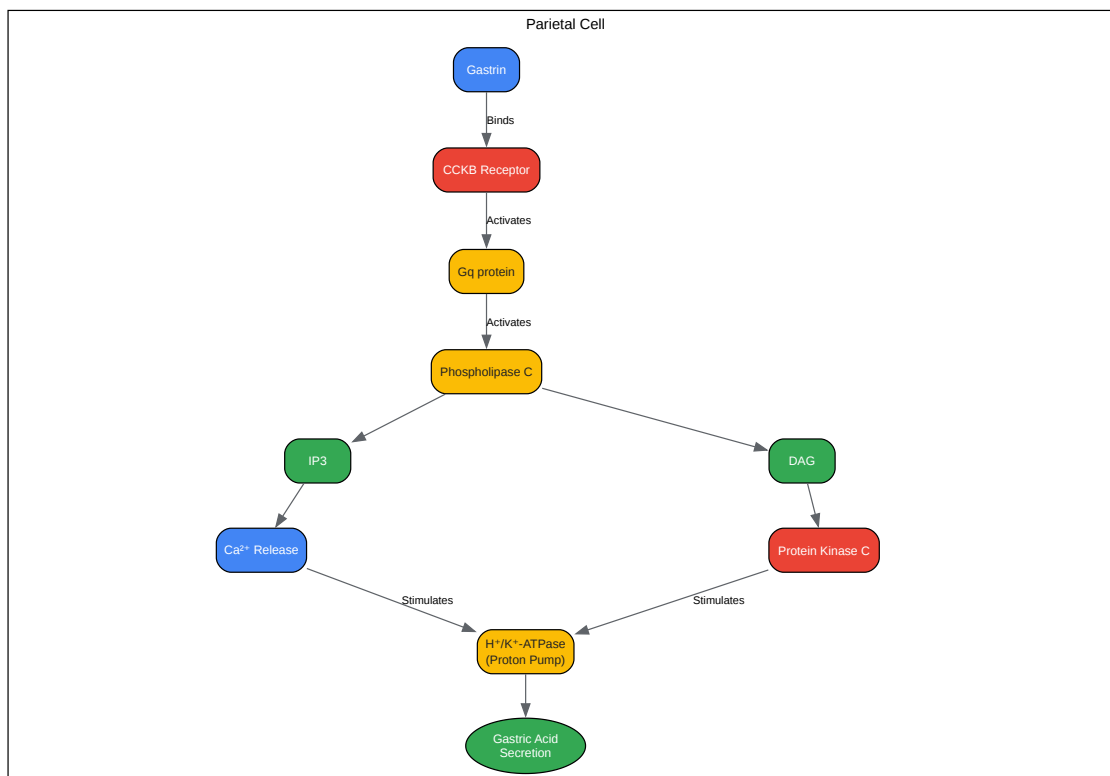 Parietal Cell
Gastrin
Binds
CCKB Receptor
Activates
Gq protein
Activates
Phospholipase C
IP3
DAG
Ca²⁺ Release
Protein Kinase C
Stimulates
Stimulates
H⁺/K⁺-ATPase
(Proton Pump)
Gastric Acid
Secretion